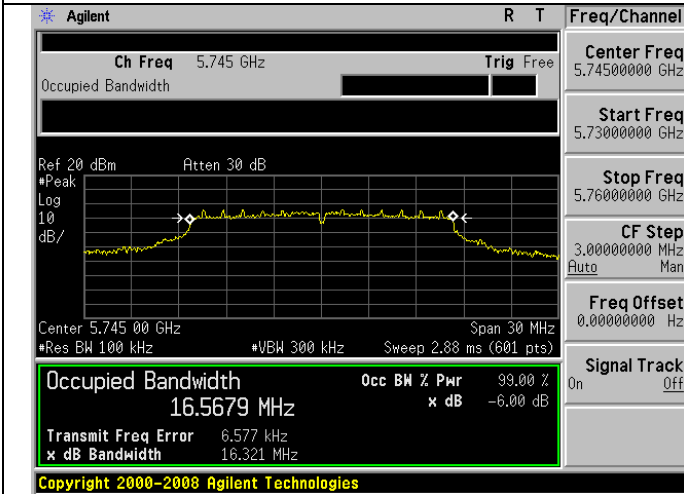 Agilent R T Freq/Channel
Ch Freq 5.745 GHz Trig Free
Occupied Bandwidth
Center Freq
5.74500000 GHz
Start Freq
5.73000000 GHz
Stop Freq
5.76000000 GHz
CF Step
3.00000000 MHz
Auto Man
Freq Offset
0.00000000 Hz
Signal Track
On Off
Ref 20 dBm Atten 30 dB
#Peak
Log
10
dB/
Center 5.745 00 GHz Span 30 MHz
#Res BW 100 kHz #VBW 300 kHz Sweep 2.88 ms (601 pts)
Occupied Bandwidth Occ BW % Pwr 99.00 %
16.5679 MHz x dB -6.00 dB
Transmit Freq Error 6.577 kHz
x dB Bandwidth 16.321 MHz
Copyright 2000-2008 Agilent Technologies